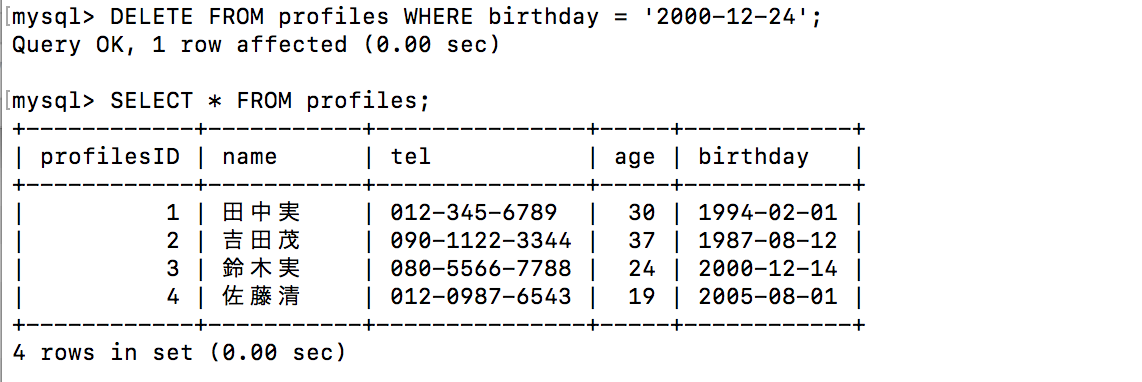 mysql> DELETE FROM profiles WHERE birthday = '2000-12-24';
Query OK, 1 row affected (0.00 sec)
mysql> SELECT * FROM profiles;
+------------+-----------+---------------+-----+------------+
| profilesID | name      | tel           | age | birthday   |
+------------+-----------+---------------+-----+------------+
|          1 | 田中実    | 012-345-6789  |  30 | 1994-02-01 |
|          2 | 吉田茂    | 090-1122-3344 |  37 | 1987-08-12 |
|          3 | 鈴木実    | 080-5566-7788 |  24 | 2000-12-14 |
|          4 | 佐藤清    | 012-0987-6543 |  19 | 2005-08-01 |
+------------+-----------+---------------+-----+------------+
4 rows in set (0.00 sec)